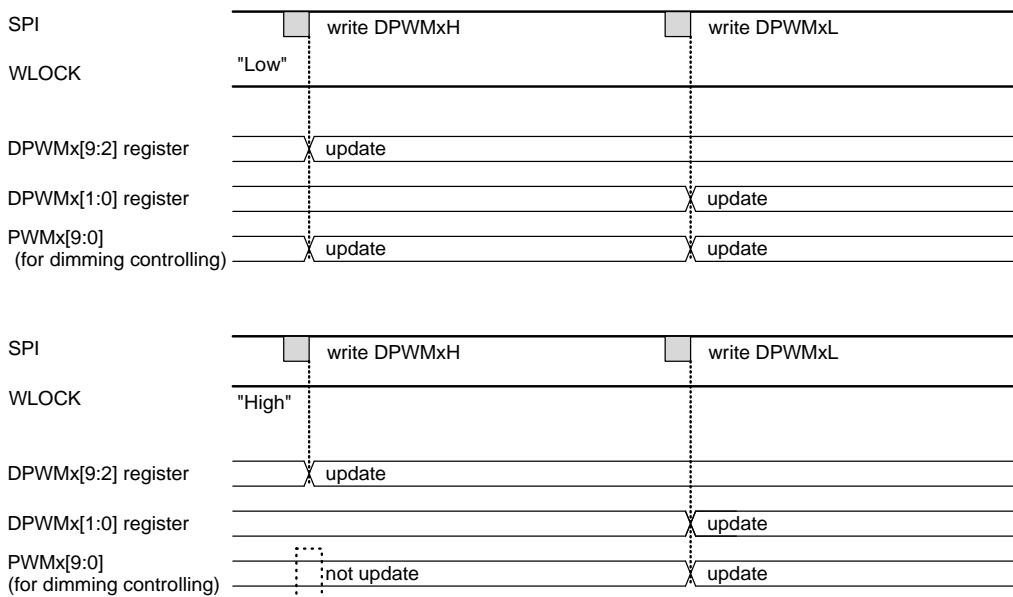 SPI write DPWMxH write DPWMxL
WLOCK "Low"
DPWMx[9:2] register update
DPWMx[1:0] register update
PWMx[9:0]
(for dimming controlling) update update
SPI write DPWMxH write DPWMxL
WLOCK "High"
DPWMx[9:2] register update
DPWMx[1:0] register update
PWMx[9:0]
(for dimming controlling) not update update